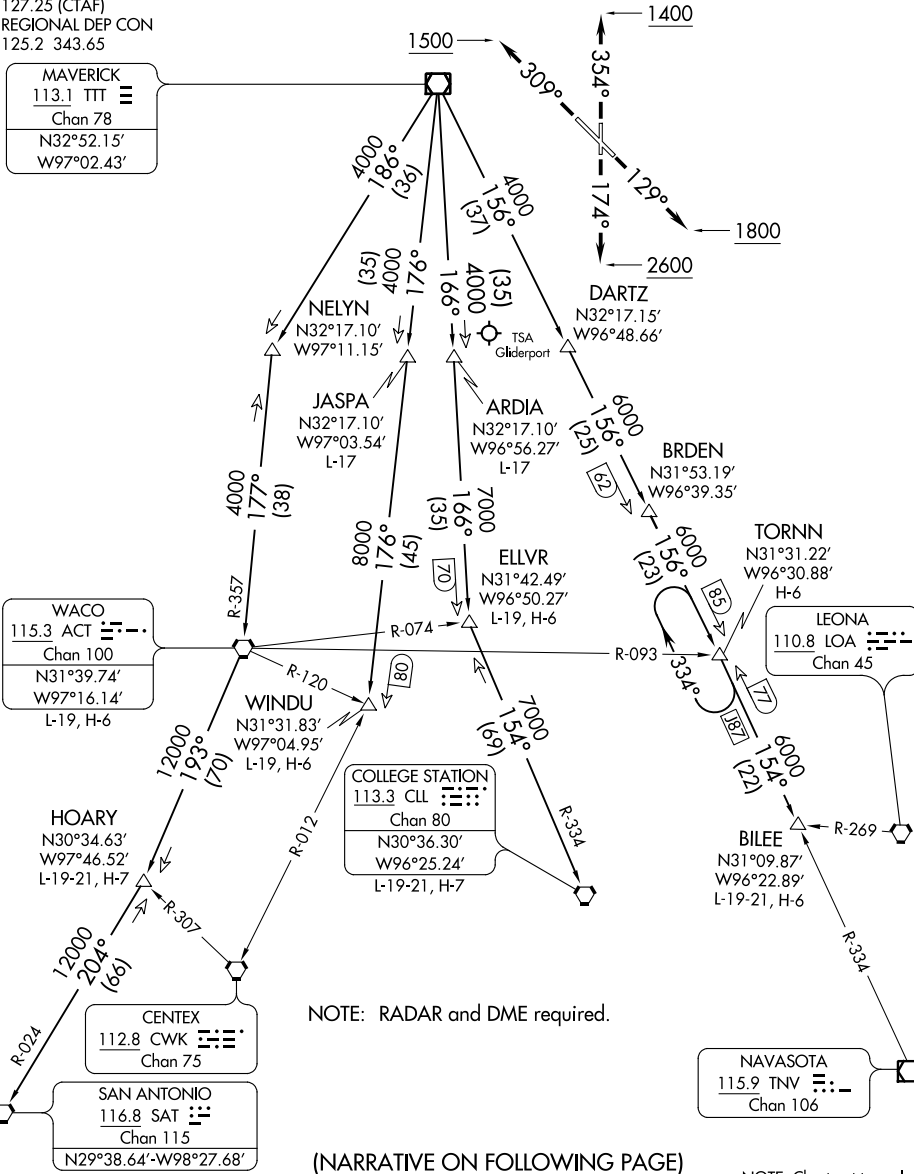 127.25 (CTAF)
REGIONAL DEP CON
125.2 343.65
MAVERICK
113.1 TTT
Chan 78
N32°52.15'
W97°02.43'
1500
1400
309°
354°
129°
174°
1800
2600
4000
186°
(36)
(35)
4000
176°
(35)
4000
166°
4000
156°
(37)
NELYN
N32°17.10'
W97°11.15'
TSA
Gliderport
DARTZ
N32°17.15'
W96°48.66'
JASPA
N32°17.10'
W97°03.54'
L-17
ARDIA
N32°17.10'
W96°56.27'
L-17
6000
156°
(25)
62
BRDEN
N31°53.19'
W96°39.35'
4000
177°
(38)
8000
176°
(45)
7000
166°
(35)
70
ELLVR
N31°42.49'
W96°50.27'
L-19, H-6
6000
156°
(23)
85
TORNN
N31°31.22'
W96°30.88'
H-6
R-357
R-074
R-093
R-120
WACO
115.3 ACT
Chan 100
N31°39.74'
W97°16.14'
L-19, H-6
80
WINDU
N31°31.83'
W97°04.95'
L-19, H-6
334°
77
J87
LEONA
110.8 LOA
Chan 45
12000
193°
(70)
7000
154°
(69)
6000
154°
(22)
COLLEGE STATION
113.3 CLL
Chan 80
N30°36.30'
W96°25.24'
L-19-21, H-7
R-334
HOARY
N30°34.63'
W97°46.52'
L-19-21, H-7
R-012
R-269
BILEE
N31°09.87'
W96°22.89'
L-19-21, H-6
R-307
R-334
12000
204°
(66)
R-024
CENTEX
112.8 CWK
Chan 75
NOTE: RADAR and DME required.
NAVASOTA
115.9 TNV
Chan 106
SAN ANTONIO
116.8 SAT
Chan 115
N29°38.64'-W98°27.68'
(NARRATIVE ON FOLLOWING PAGE)